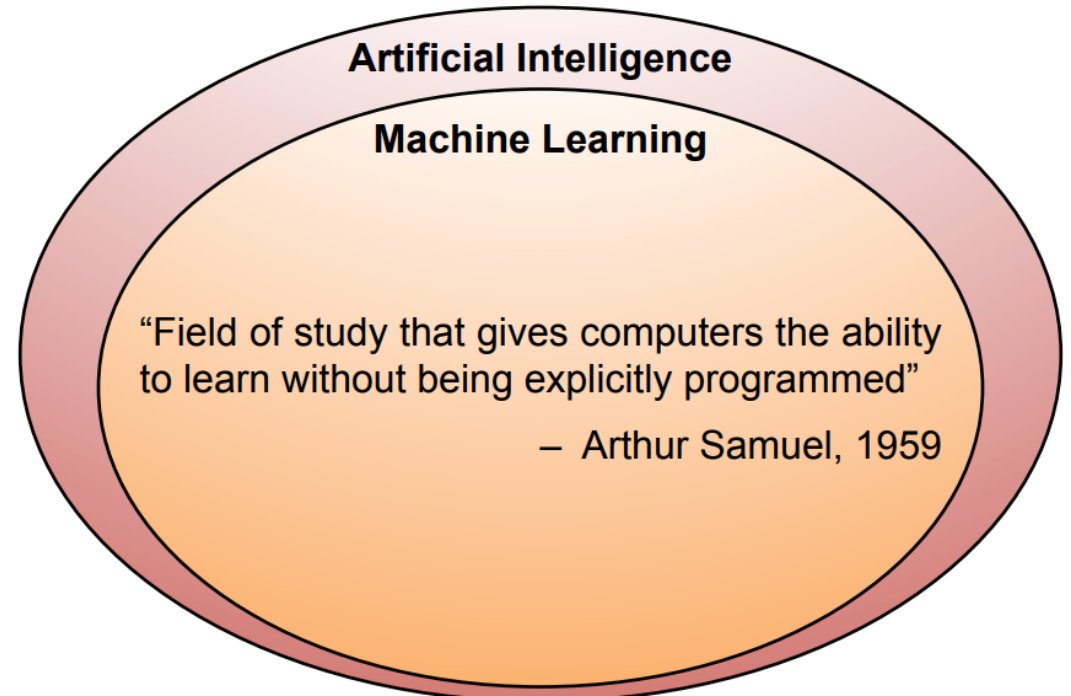 Artificial Intelligence
Machine Learning
“Field of study that gives computers the ability
to learn without being explicitly programmed”
– Arthur Samuel, 1959